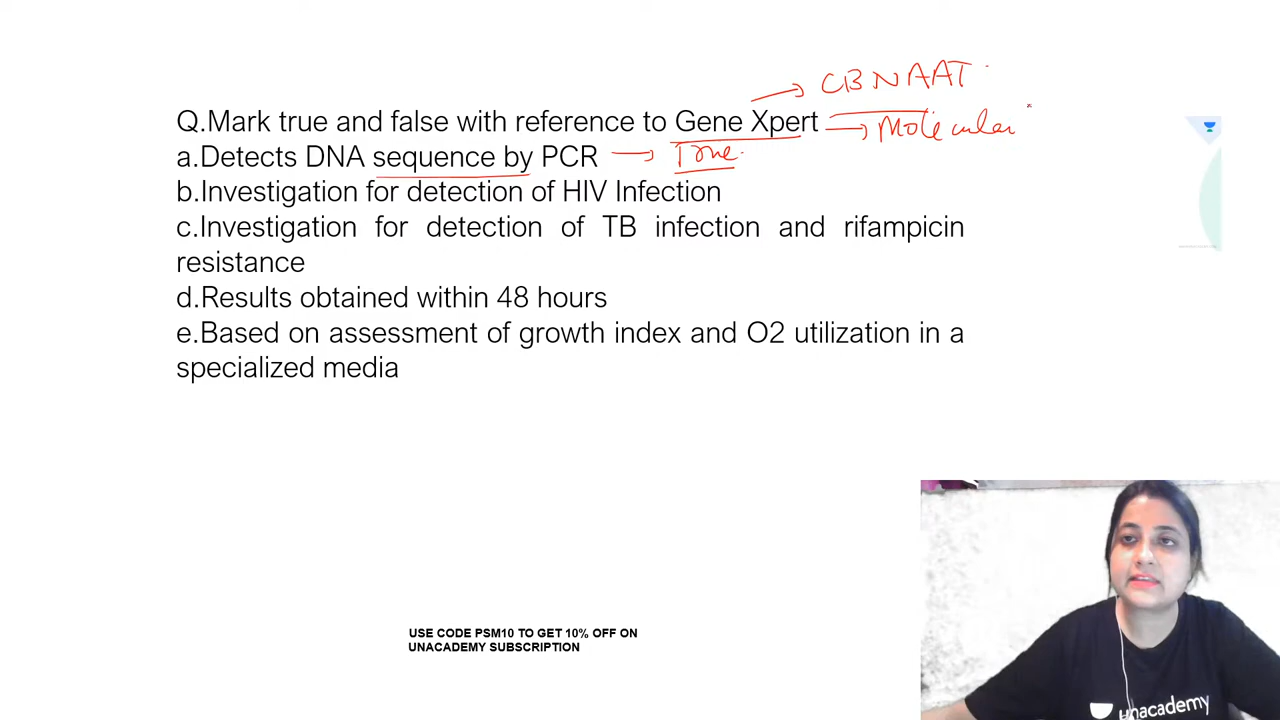 CBNAAT
Q.Mark true and false with reference to Gene Xpert → Molecular
a.Detects DNA sequence by PCR → True.
b.Investigation for detection of HIV Infection
c.Investigation for detection of TB infection and rifampicin
resistance
d.Results obtained within 48 hours
e.Based on assessment of growth index and O2 utilization in a
specialized media
USE CODE PSM10 TO GET 10% OFF ON
UNACADEMY SUBSCRIPTION
unacademy